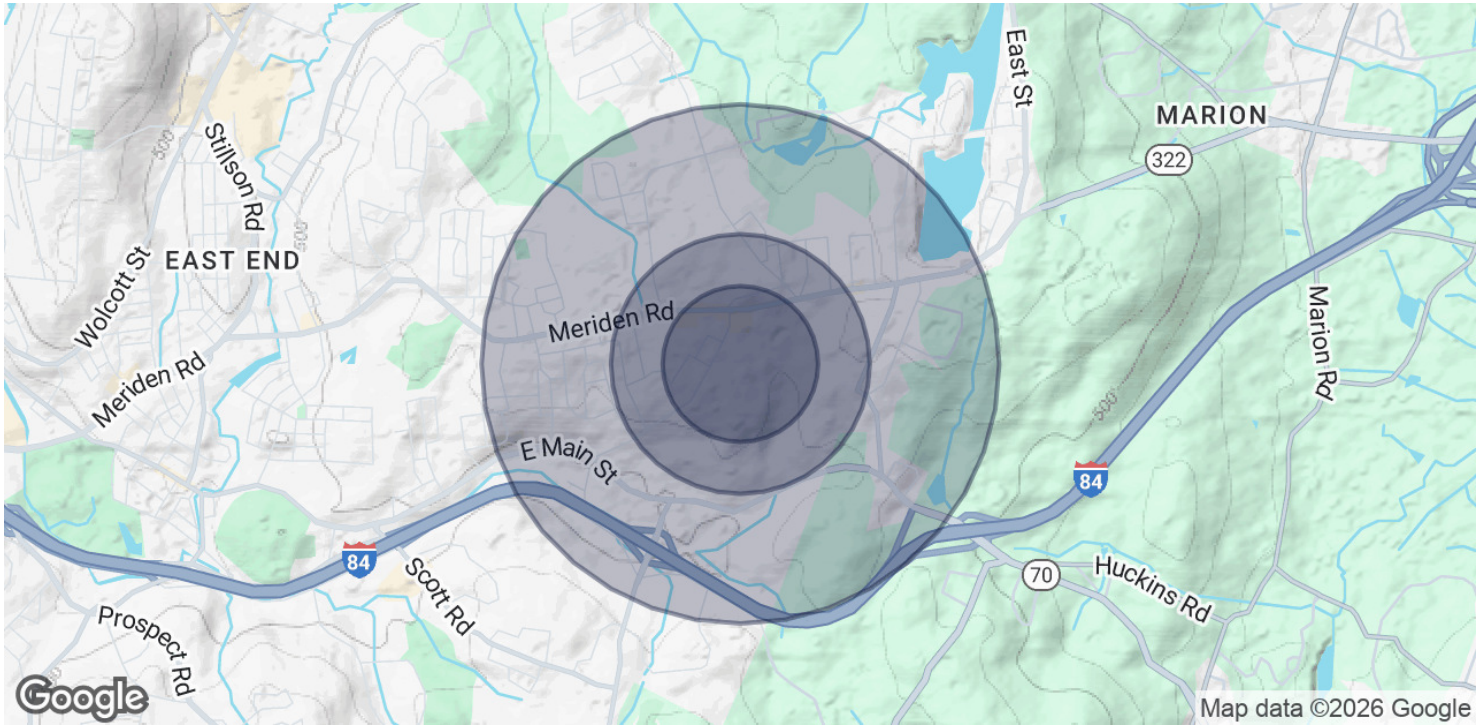 East St
MARION
322
500
Stillson Rd
500
EAST END
Wolcott St
Meriden Rd
Marion Rd
Meriden Rd
500
E Main St
84
84
70
Huckins Rd
Scott Rd
Prospect Rd
500
Google
Map data ©2026 Google